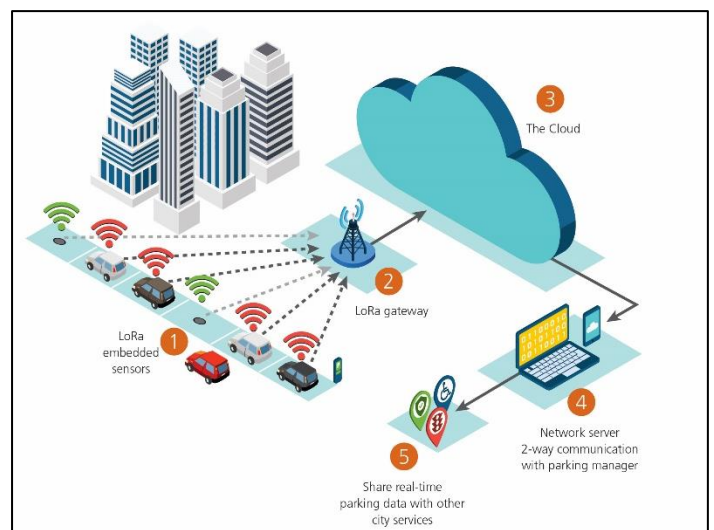 3
The Cloud
2
LoRa gateway
1
LoRa
embedded
sensors
4
Network server
2-way communication
with parking manager
5
Share real-time
parking data with other
city services